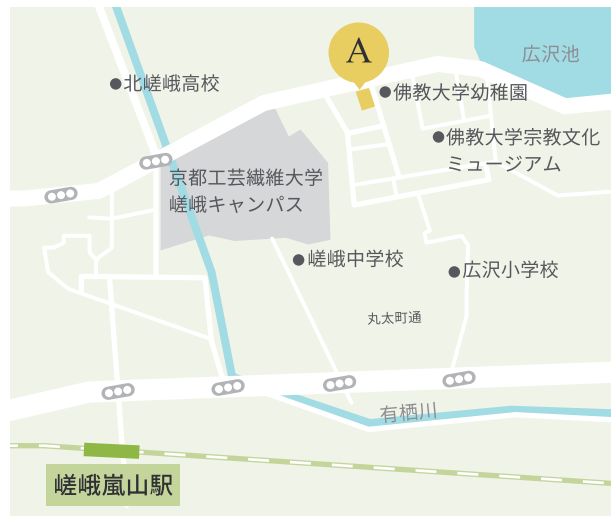 A
広沢池
北嵯峨高校
佛教大学幼稚園
佛教大学宗教文化
ミュージアム
京都工芸繊維大学
嵯峨キャンパス
嵯峨中学校
広沢小学校
丸太町通
有栖川
嵯峨嵐山駅